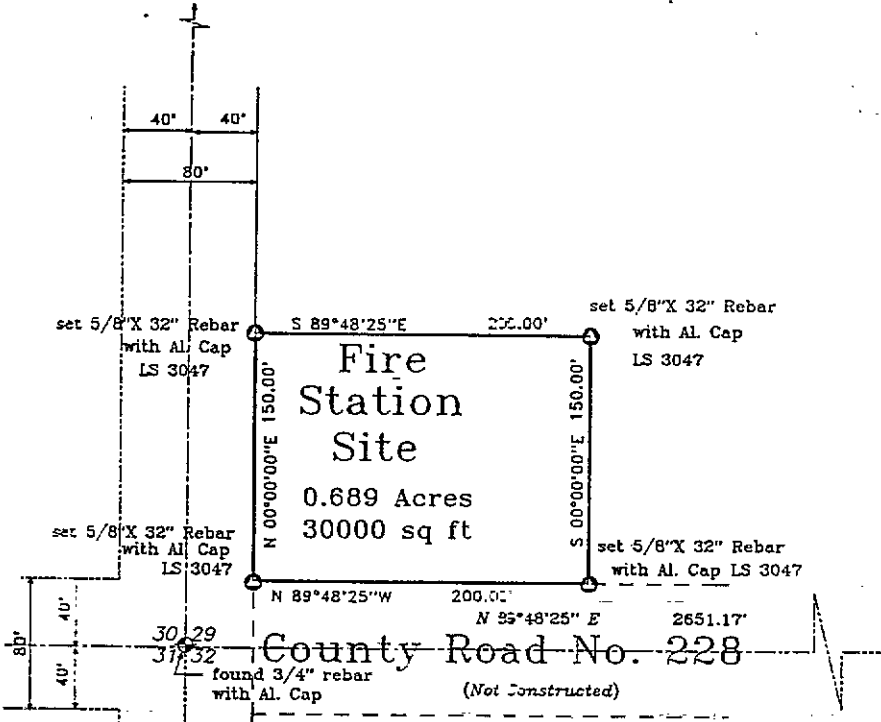 40' 40'
80'
set 5/8"X 32" Rebar
with Al. Cap
LS 3047
S 89°48'25"E
set 5/8"X 32" Rebar
with Al. Cap
LS 3047
Fire
Station
Site
0.689 Acres
30000 sq ft
N 00°00'00"E 150.00'
S 00°00'00"E 150.00'
set 5/8"X 32" Rebar
with Al. Cap
LS 3047
set 5/8"X 32" Rebar
with Al. Cap LS 3047
N 89°48'25"W
48'25" E 2651.17'
40'
80'
40'
30 29
31 32
County Road No. 228
found 3/4" rebar
with Al. Cap
(Not Constructed)